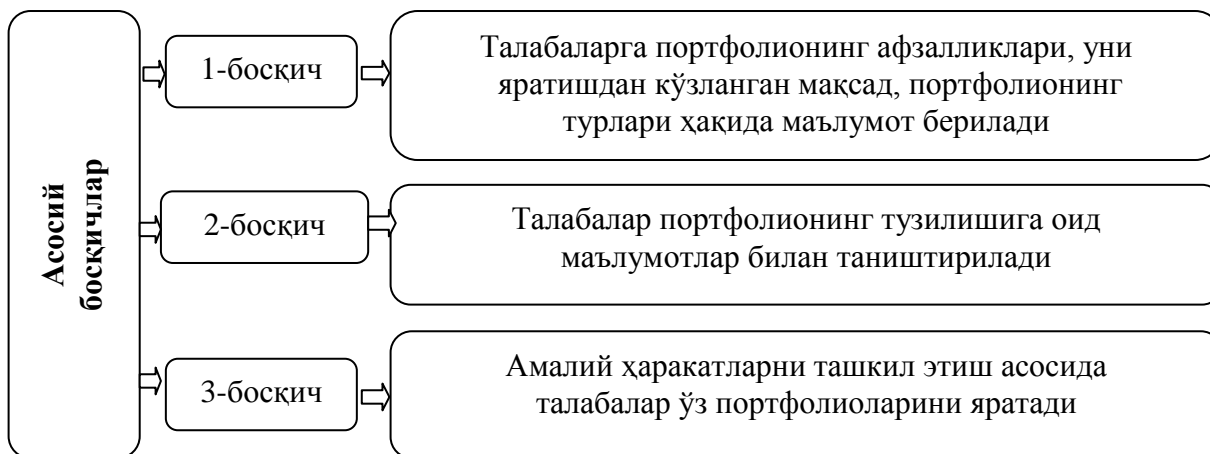 Асосий
босқичлар
1-босқич
Талабаларга портфолионинг афзалликлари, уни
яратишдан кўзланган мақсад, портфолионинг
турлари ҳақида маълумот берилади
2-босқич
Талабалар портфолионинг тузилишига оид
маълумотлар билан таништирилади
3-босқич
Амалий ҳаракатларни ташкил этиш асосида
талабалар ўз портфолиоларини яратади